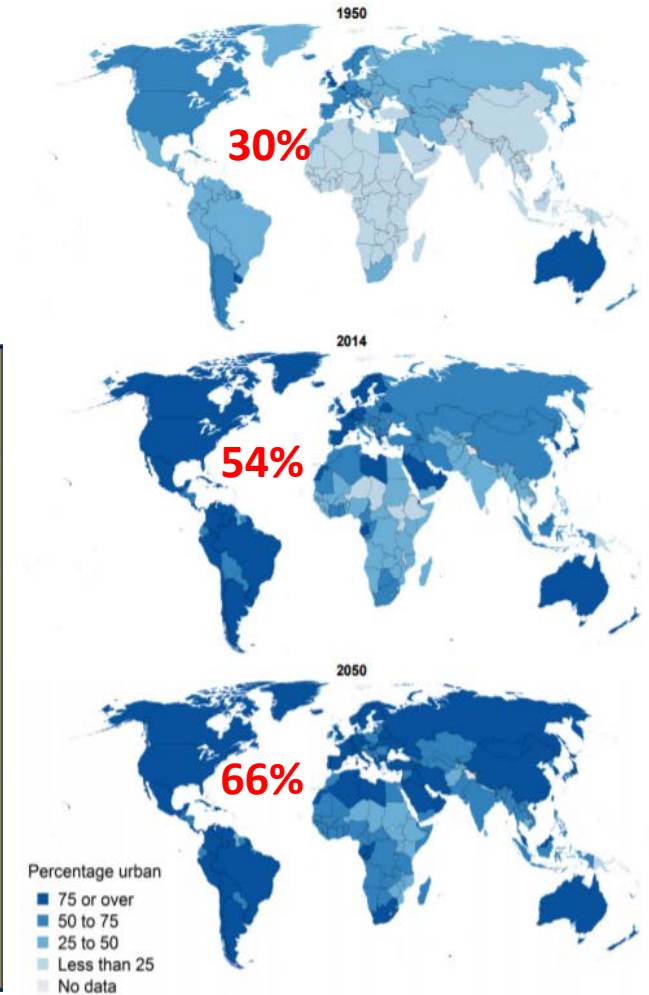 1950
30%
2014
54%
2050
66%
Percentage urban
75 or over
50 to 75
25 to 50
Less than 25
No data